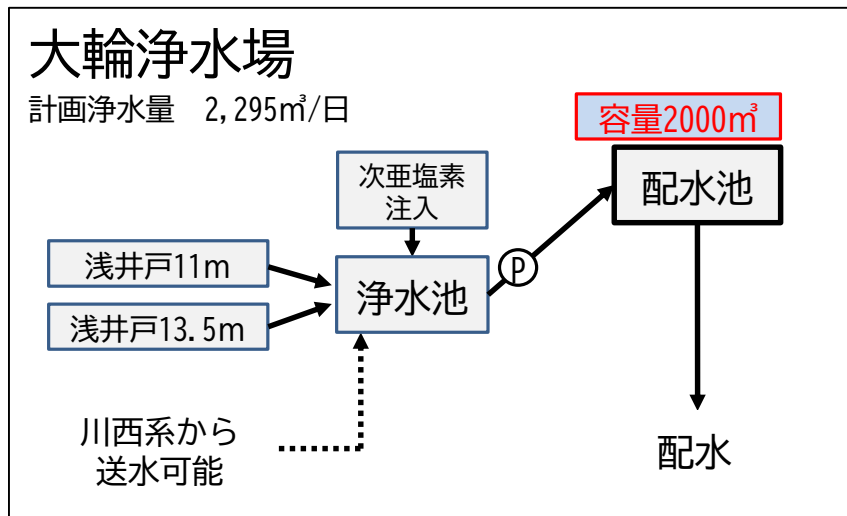 大輪浄水場
計画浄水量　2,295㎥/日
容量2000㎥
次亜塩素
注入
配水池
浅井戸11m
浄水池
P
浅井戸13.5m
川西系から
送水可能
配水